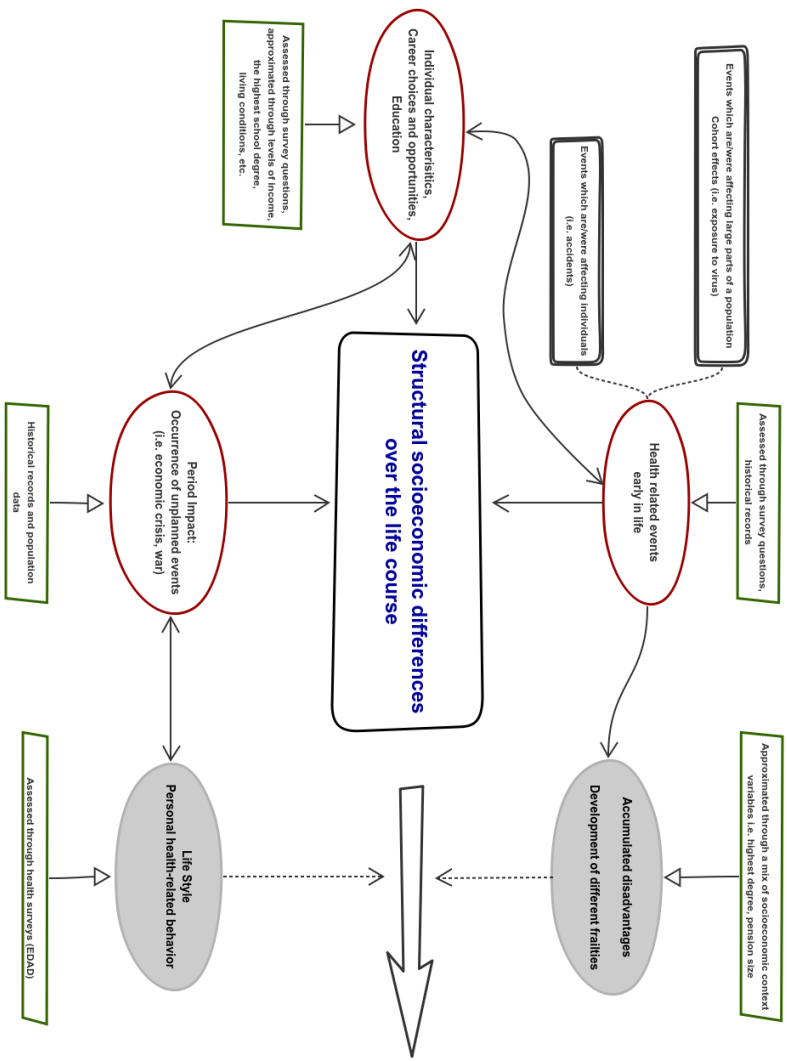 Events which are/were affecting large parts of a population
Cohort effects (i.e. exposure to virus)
Events which are/were affecting individuals
(i.e. accidents)
Assessed through survey questions,
historical records
Approximated through a mix of socioeconomic context
variables i.e. highest degree, pension size
Health related events
early in life
Accumulated disadvantages
Development of different frailties
Individual characterisitics,
Career choices and opportunities,
Education
Assessed through survey questions,
approximated through levels of income,
the highest school degree,
living conditions, etc.
Structural socioeconomic differences
over the life course
Period Impact:
Occurrence of unplanned events
(i.e. economic crisis, war)
Life Style
Personal health-related behavior
Historical records and population
data
Assessed through health surveys (EDAD)